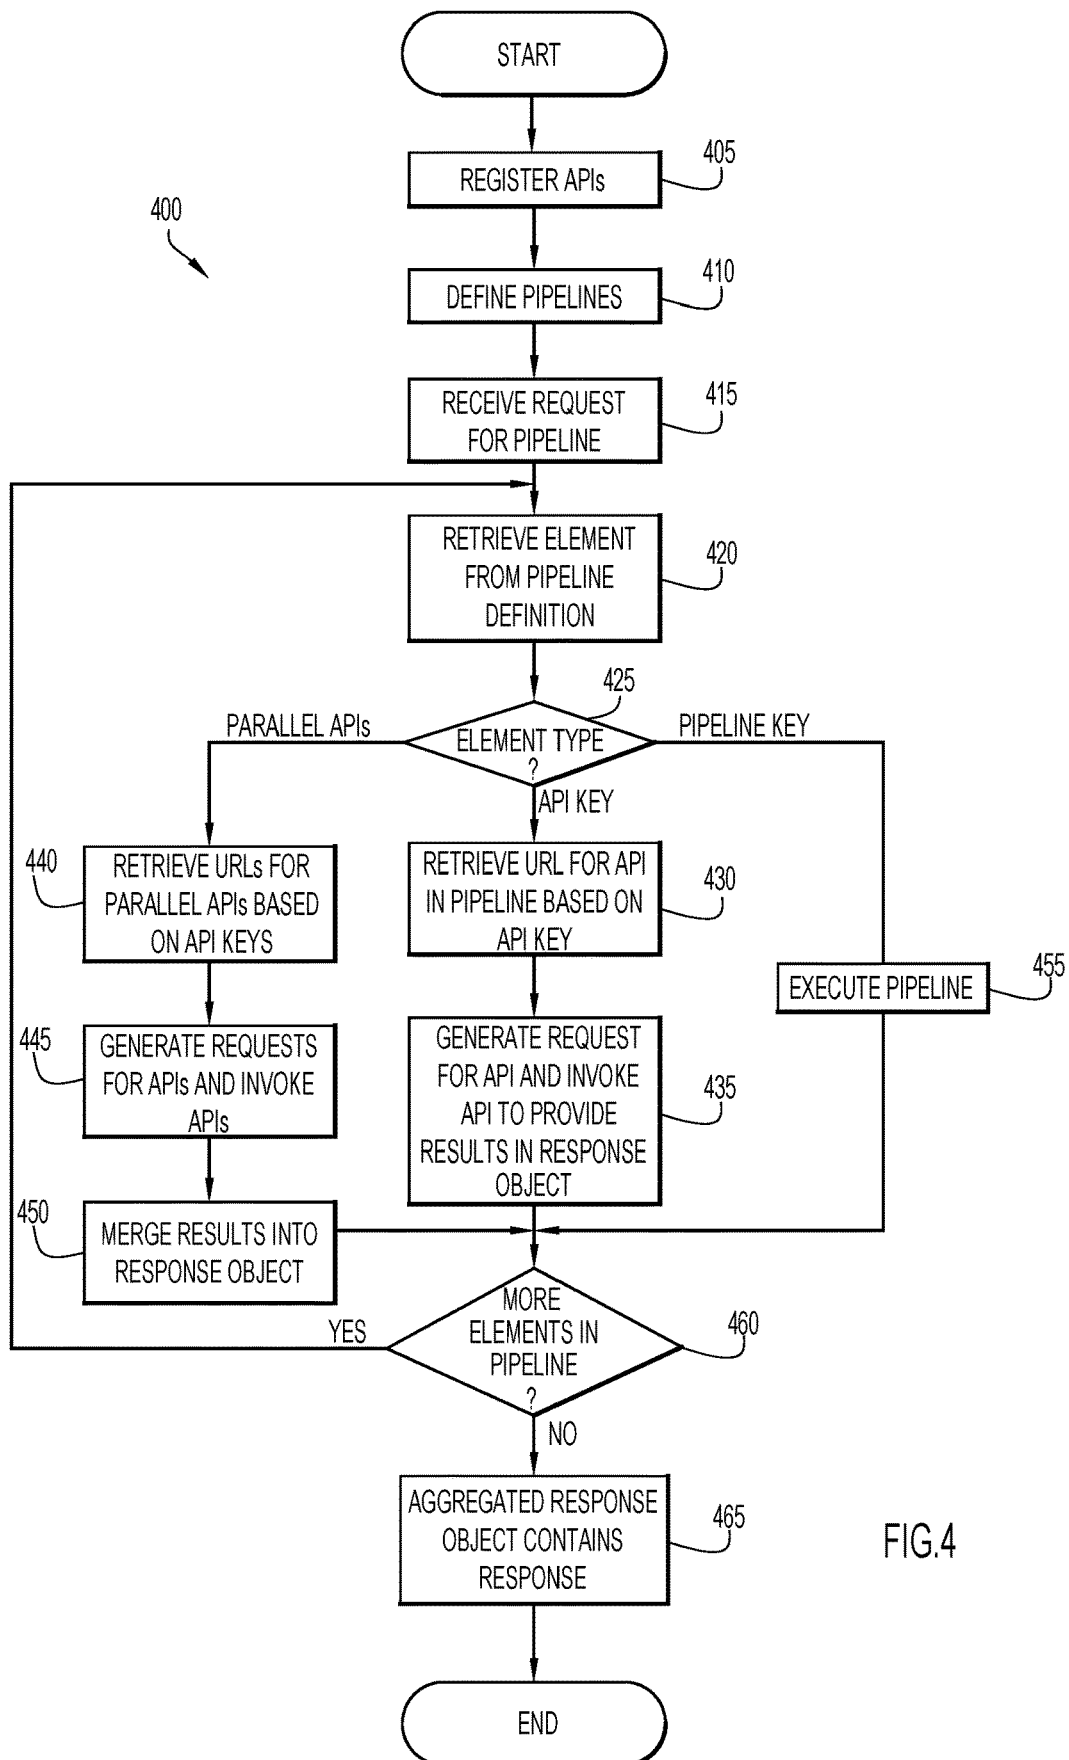 START
REGISTER APIs
405
400
DEFINE PIPELINES
410
RECEIVE REQUEST
FOR PIPELINE
415
RETRIEVE ELEMENT
FROM PIPELINE
DEFINITION
420
425
PARALLEL APIs
ELEMENT TYPE
?
PIPELINE KEY
API KEY
440
RETRIEVE URLs FOR
PARALLEL APIs BASED
ON API KEYS
RETRIEVE URL FOR API
IN PIPELINE BASED ON
API KEY
430
EXECUTE PIPELINE
455
445
GENERATE REQUESTS
FOR APIs AND INVOKE
APIs
GENERATE REQUEST
FOR API AND INVOKE
API TO PROVIDE
RESULTS IN RESPONSE
OBJECT
435
450
MERGE RESULTS INTO
RESPONSE OBJECT
MORE
ELEMENTS IN
PIPELINE
?
460
YES
NO
AGGREGATED RESPONSE
OBJECT CONTAINS
RESPONSE
465
FIG.4
END